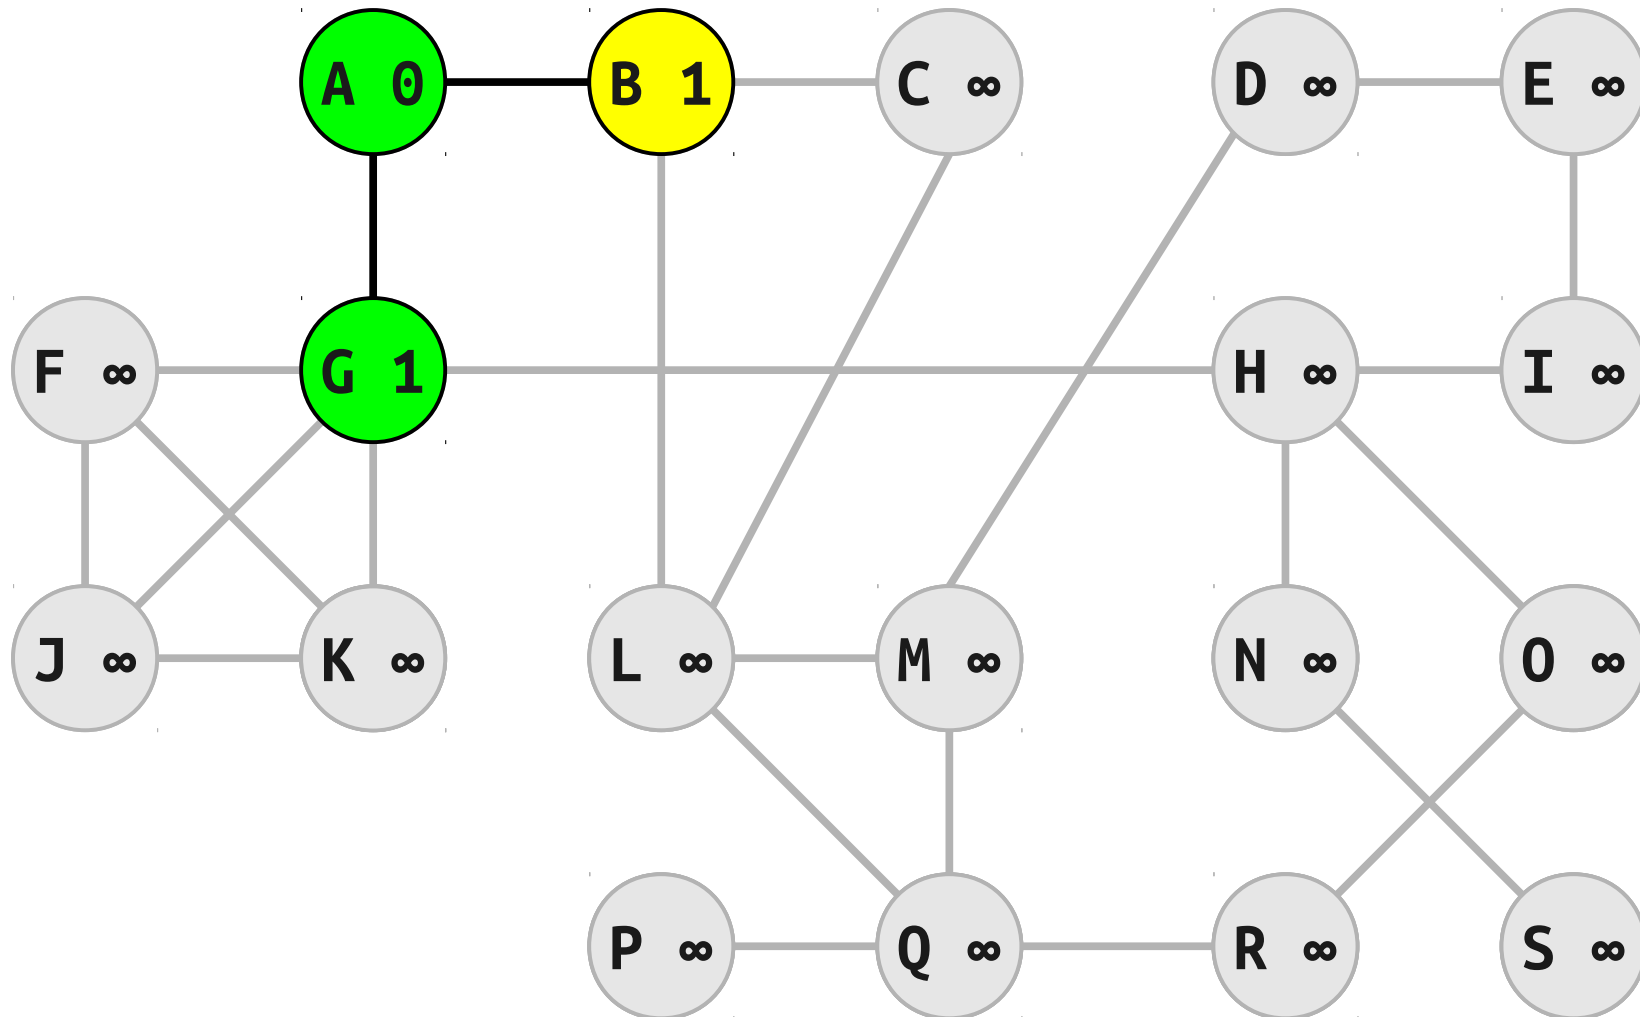 A 0 B 1 C ∞ D ∞ E ∞
F ∞ G 1 H ∞ I ∞
J ∞ K ∞ L ∞ M ∞ N ∞ O ∞
P ∞ Q ∞ R ∞ S ∞